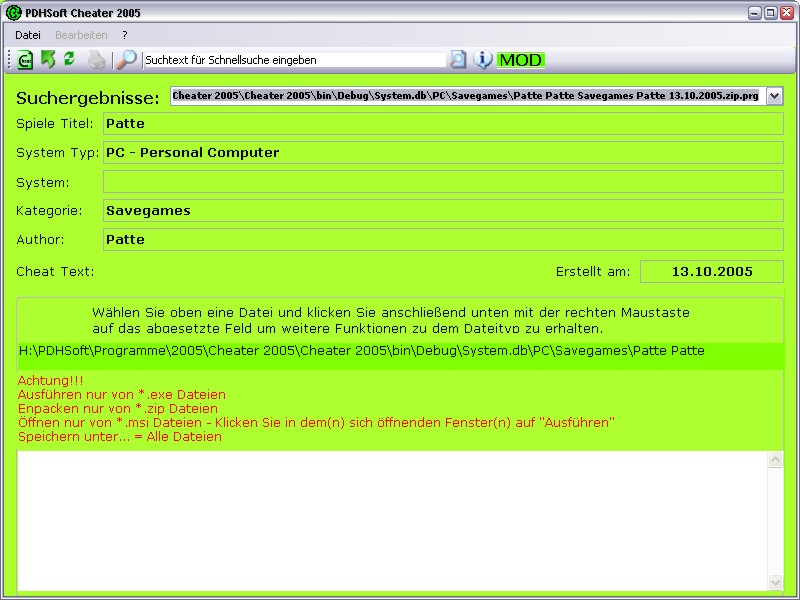 PDHSoft Cheater 2005
Datei Bearbeiten ?
Suchtext für Schnellsuche eingeben MOD
Suchergebnisse: Cheater 2005\Cheater 2005\bin\Debug\System.db\PC\Savegames\Patte Patte Savegames Patte 13.10.2005.zip.prg
Spiele Titel: Patte
System Typ: PC - Personal Computer
System:
Kategorie: Savegames
Author: Patte
Cheat Text: Erstellt am: 13.10.2005
Wählen Sie oben eine Datei und klicken Sie anschließend unten mit der rechten Maustaste
auf das abgesetzte Feld um weitere Funktionen zu dem Dateityp zu erhalten.
H:\PDHSoft\Programme\2005\Cheater 2005\Cheater 2005\bin\Debug\System.db\PC\Savegames\Patte Patte
Achtung!!!
Ausführen nur von *.exe Dateien
Enpacken nur von *.zip Dateien
Öffnen nur von *.msi Dateien - Klicken Sie in dem(n) sich öffnenden Fenster(n) auf "Ausführen"
Speichern unter... = Alle Dateien